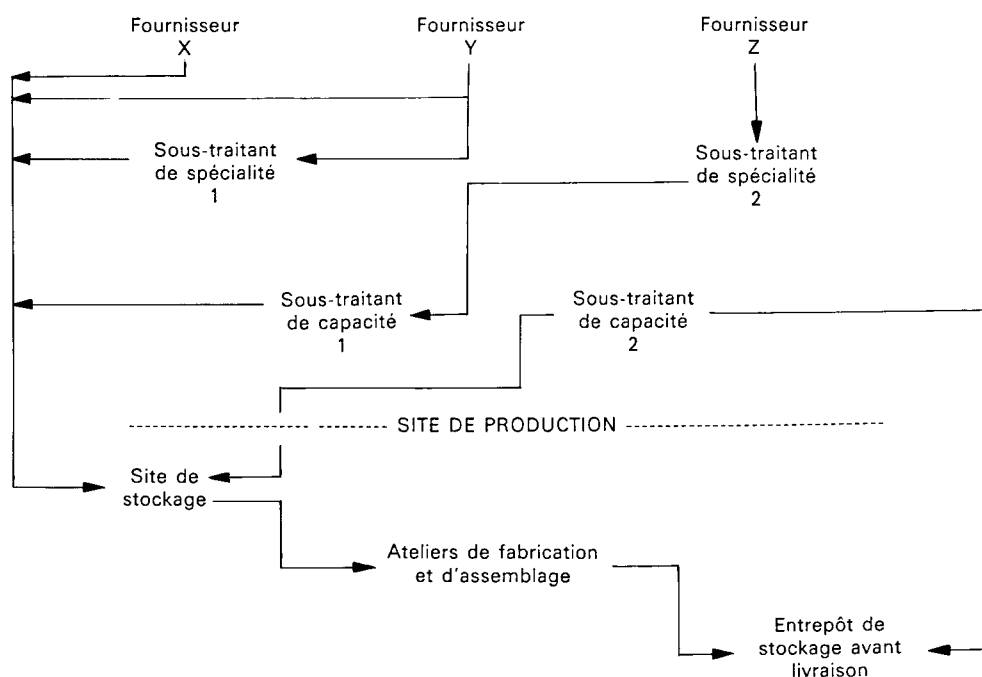 Fournisseur
X
Fournisseur
Y
Fournisseur
Z
Sous-traitant
de spécialité
1
Sous-traitant
de spécialité
2
Sous-traitant
de capacité
1
Sous-traitant
de capacité
2
SITE DE PRODUCTION
Site de
stockage
Ateliers de fabrication
et d'assemblage
Entrepôt de
stockage avant
livraison